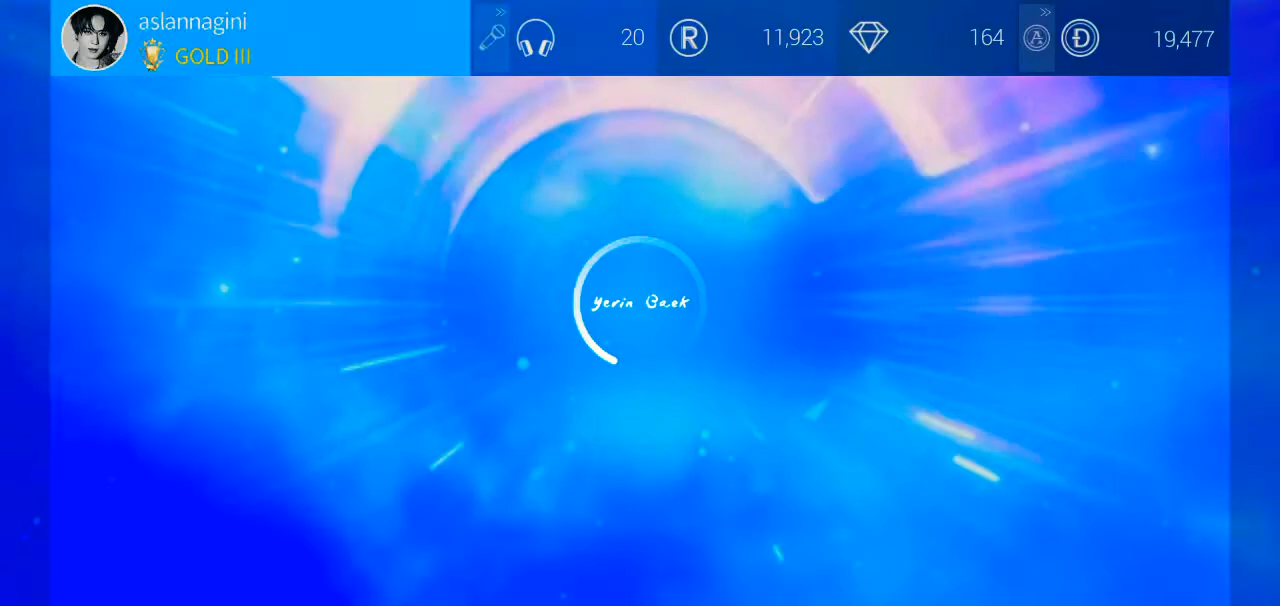 aslannagini
GOLD III
20
R
11,923
164
A
Đ
19,477
Yerin Baek